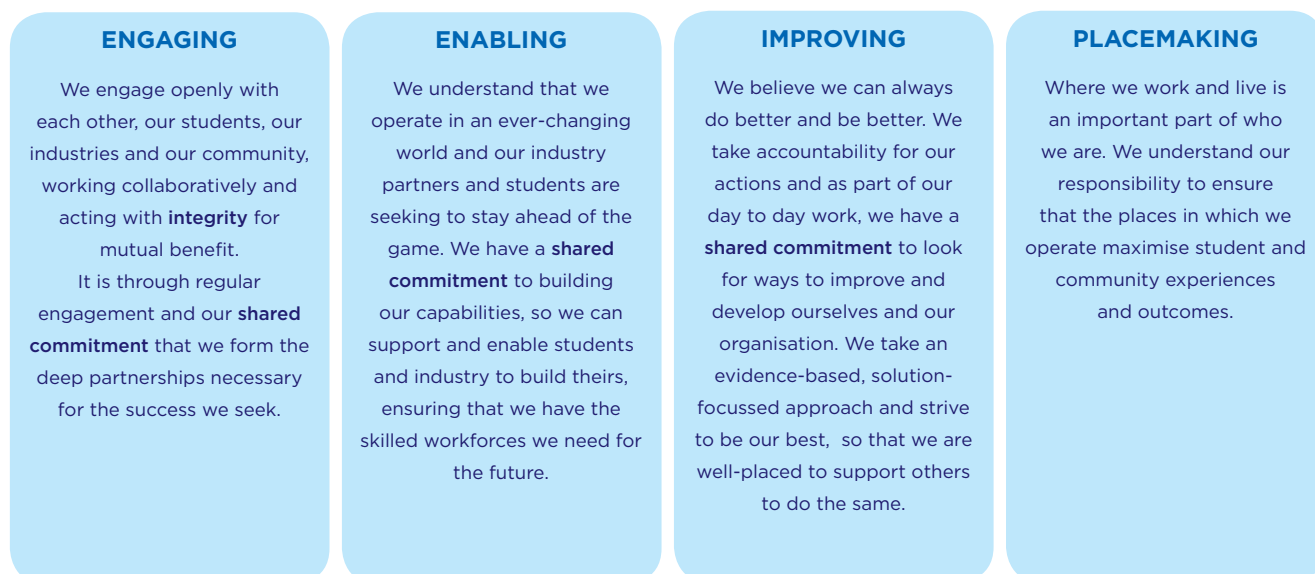 ENGAGING
We engage openly with
each other, our students, our
industries and our community,
working collaboratively and
acting with integrity for
mutual benefit.
It is through regular
engagement and our shared
commitment that we form the
deep partnerships necessary
for the success we seek.
ENABLING
We understand that we
operate in an ever-changing
world and our industry
partners and students are
seeking to stay ahead of the
game. We have a shared
commitment to building
our capabilities, so we can
support and enable students
and industry to build theirs,
ensuring that we have the
skilled workforces we need for
the future.
IMPROVING
We believe we can always
do better and be better. We
take accountability for our
actions and as part of our
day to day work, we have a
shared commitment to look
for ways to improve and
develop ourselves and our
organisation. We take an
evidence-based, solution-
focussed approach and strive
to be our best,  so that we are
well-placed to support others
to do the same.
PLACEMAKING
Where we work and live is
an important part of who
we are. We understand our
responsibility to ensure
that the places in which we
operate maximise student and
community experiences
and outcomes.